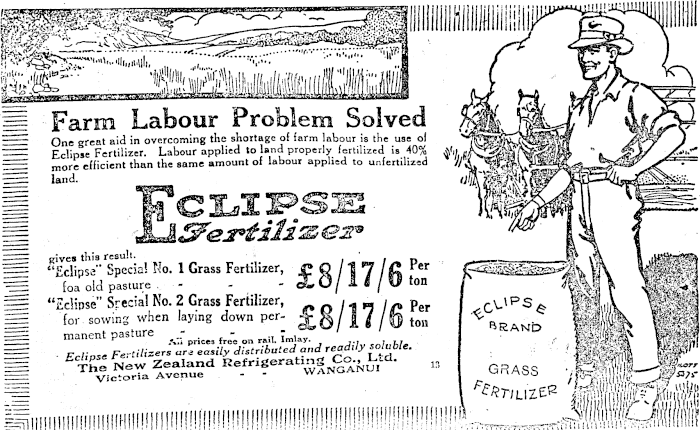 Farm Labour Problem Solved
One great aid in overcoming the shortage of farm labour is the use of
Eclipse Fertilizer. Labour applied to land properly fertilized is 40%
more efficient than the same amount of labour applied to unfertilized
land.
ECLIPSE
Fertilizer
gives this result.
"Eclipse" Special No. 1 Grass Fertilizer,
foa old pasture - - - £8/17/6 Per ton
"Eclipse" Special No. 2 Grass Fertilizer,
for sowing when laying down per-
manent pasture - - - £8/17/6 Per ton
All prices free on rail, Imlay.
Eclipse Fertilizers are easily distributed and readily soluble.
The New Zealand Refrigerating Co., Ltd.
Victoria Avenue - - WANGANUI
13
ECLIPSE
BRAND
GRASS
FERTILIZER